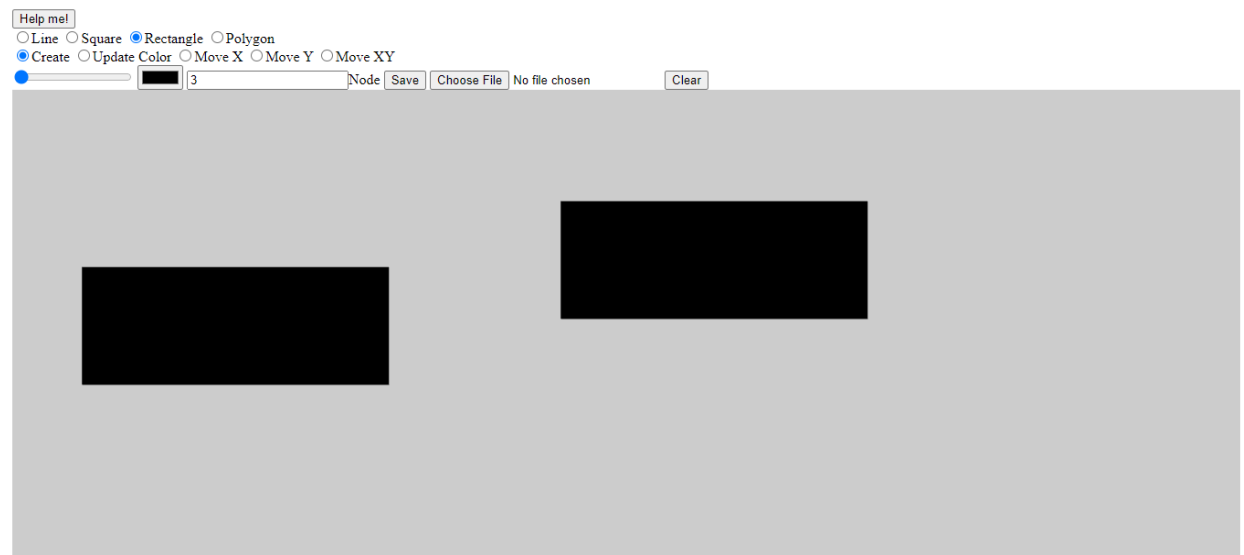 Help me!
Line Square Rectangle Polygon
Create Update Color Move X Move Y Move XY
3 Node Save Choose File No file chosen Clear